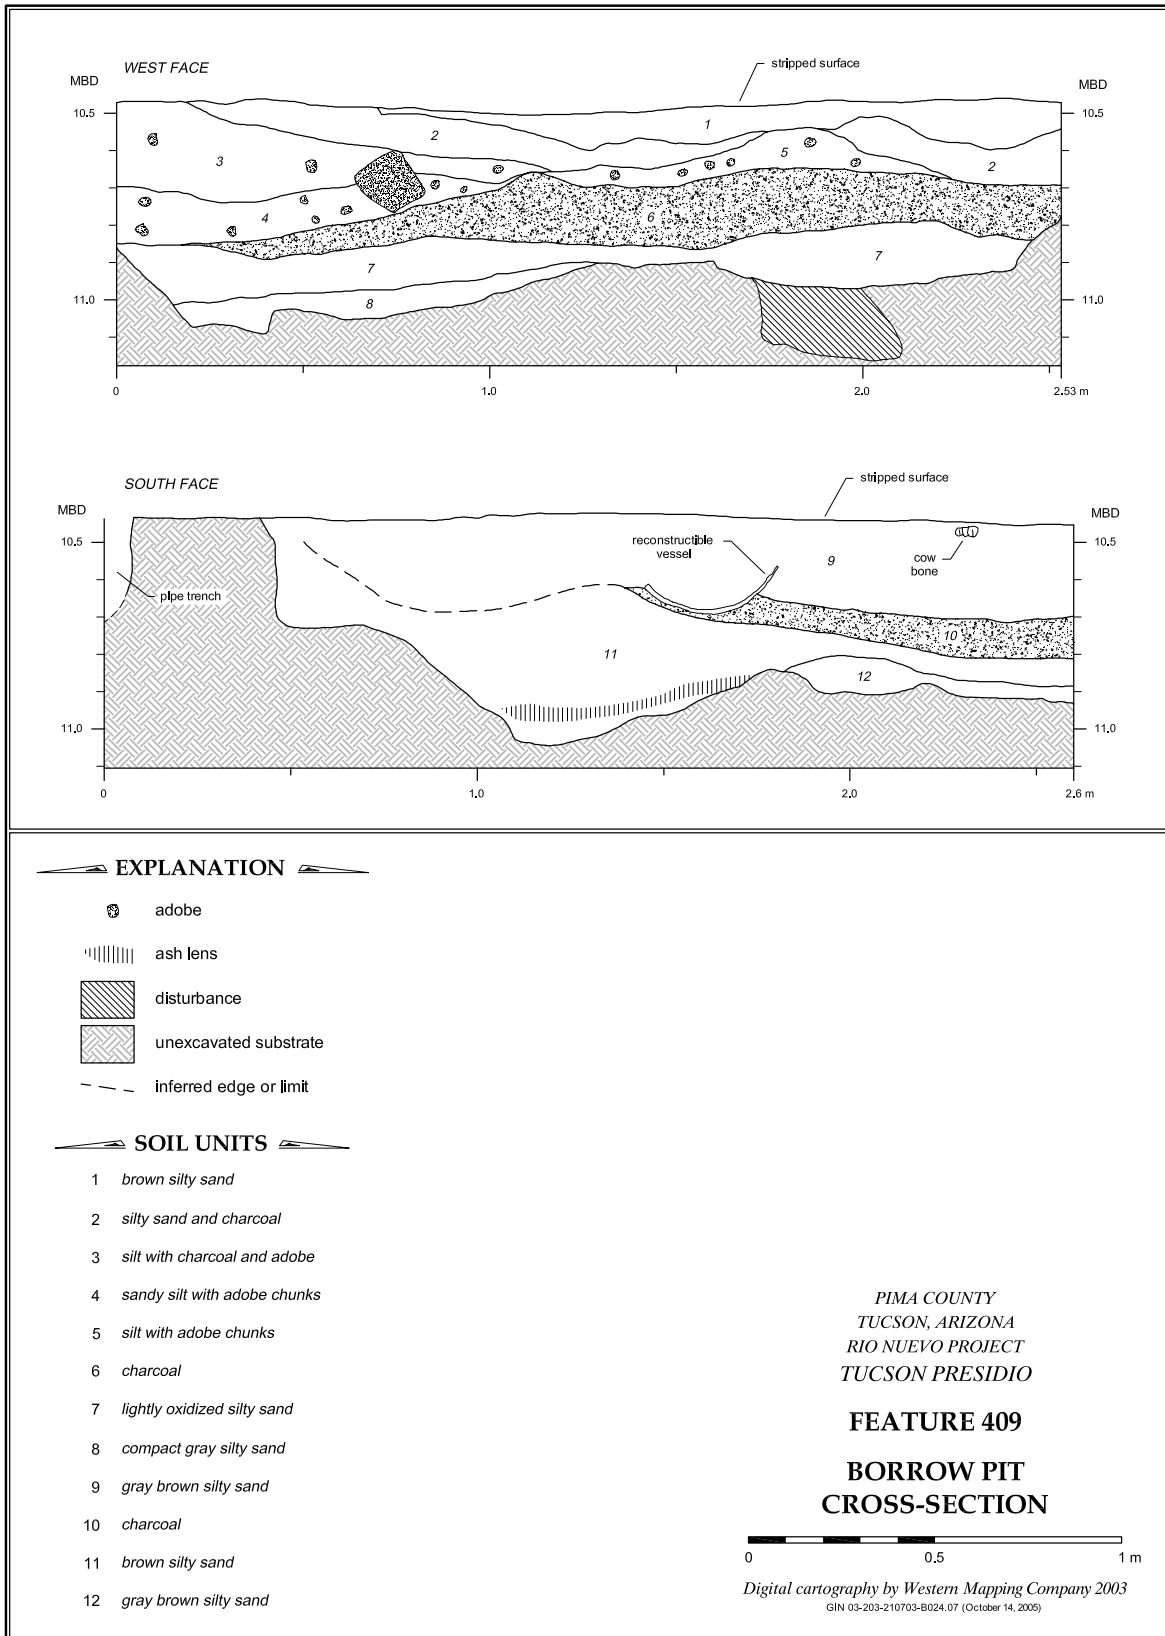 WEST FACE
stripped surface
MBD
MBD
10.5
10.5
1
2
3
5
2
4
6
7
7
11.0
8
11.0
0
1.0
2.0
2.53 m
SOUTH FACE
stripped surface
MBD
MBD
10.5
reconstructible
vessel
9
cow
bone
10.5
pipe trench
10
11
12
11.0
11.0
0
1.0
2.0
2.6 m
EXPLANATION
adobe
ash lens
disturbance
unexcavated substrate
inferred edge or limit
SOIL UNITS
1 brown silty sand
2 silty sand and charcoal
3 silt with charcoal and adobe
4 sandy silt with adobe chunks
5 silt with adobe chunks
6 charcoal
7 lightly oxidized silty sand
8 compact gray silty sand
9 gray brown silty sand
10 charcoal
11 brown silty sand
12 gray brown silty sand
PIMA COUNTY
TUCSON, ARIZONA
RIO NUEVO PROJECT
TUCSON PRESIDIO
FEATURE 409
BORROW PIT
CROSS-SECTION
0 0.5 1 m
Digital cartography by Western Mapping Company 2003
GIN 03-203-210703-B024.07 (October 14, 2005)